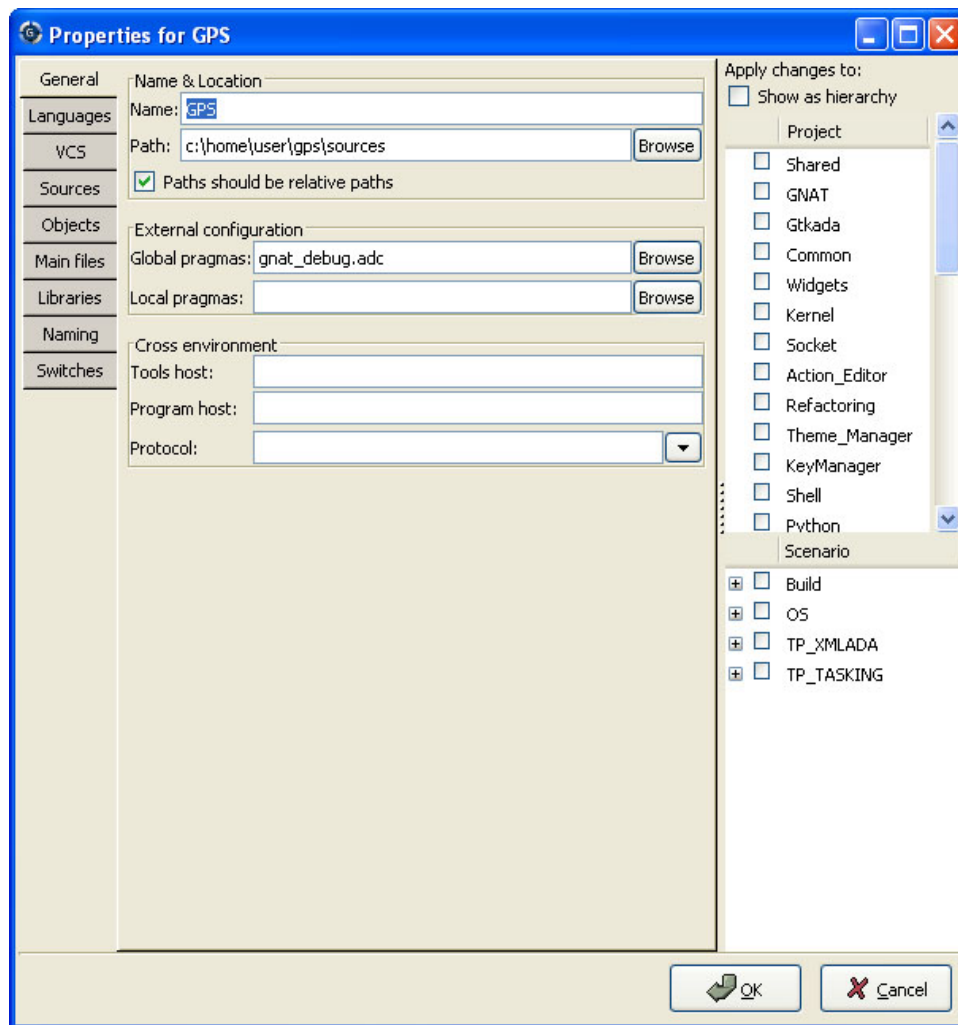 Properties for GPS
General
Languages
VCS
Sources
Objects
Main files
Libraries
Naming
Switches
Name & Location
Name: GPS
Path: c:\home\user\gps\sources Browse
Paths should be relative paths
External configuration
Global pragmas: gnat_debug.adc Browse
Local pragmas: Browse
Cross environment
Tools host:
Program host:
Protocol:
Apply changes to:
Show as hierarchy
Project
Shared
GNAT
Gtkada
Common
Widgets
Kernel
Socket
Action_Editor
Refactoring
Theme_Manager
KeyManager
Shell
Python
Scenario
Build
OS
TP_XMLADA
TP_TASKING
OK Cancel